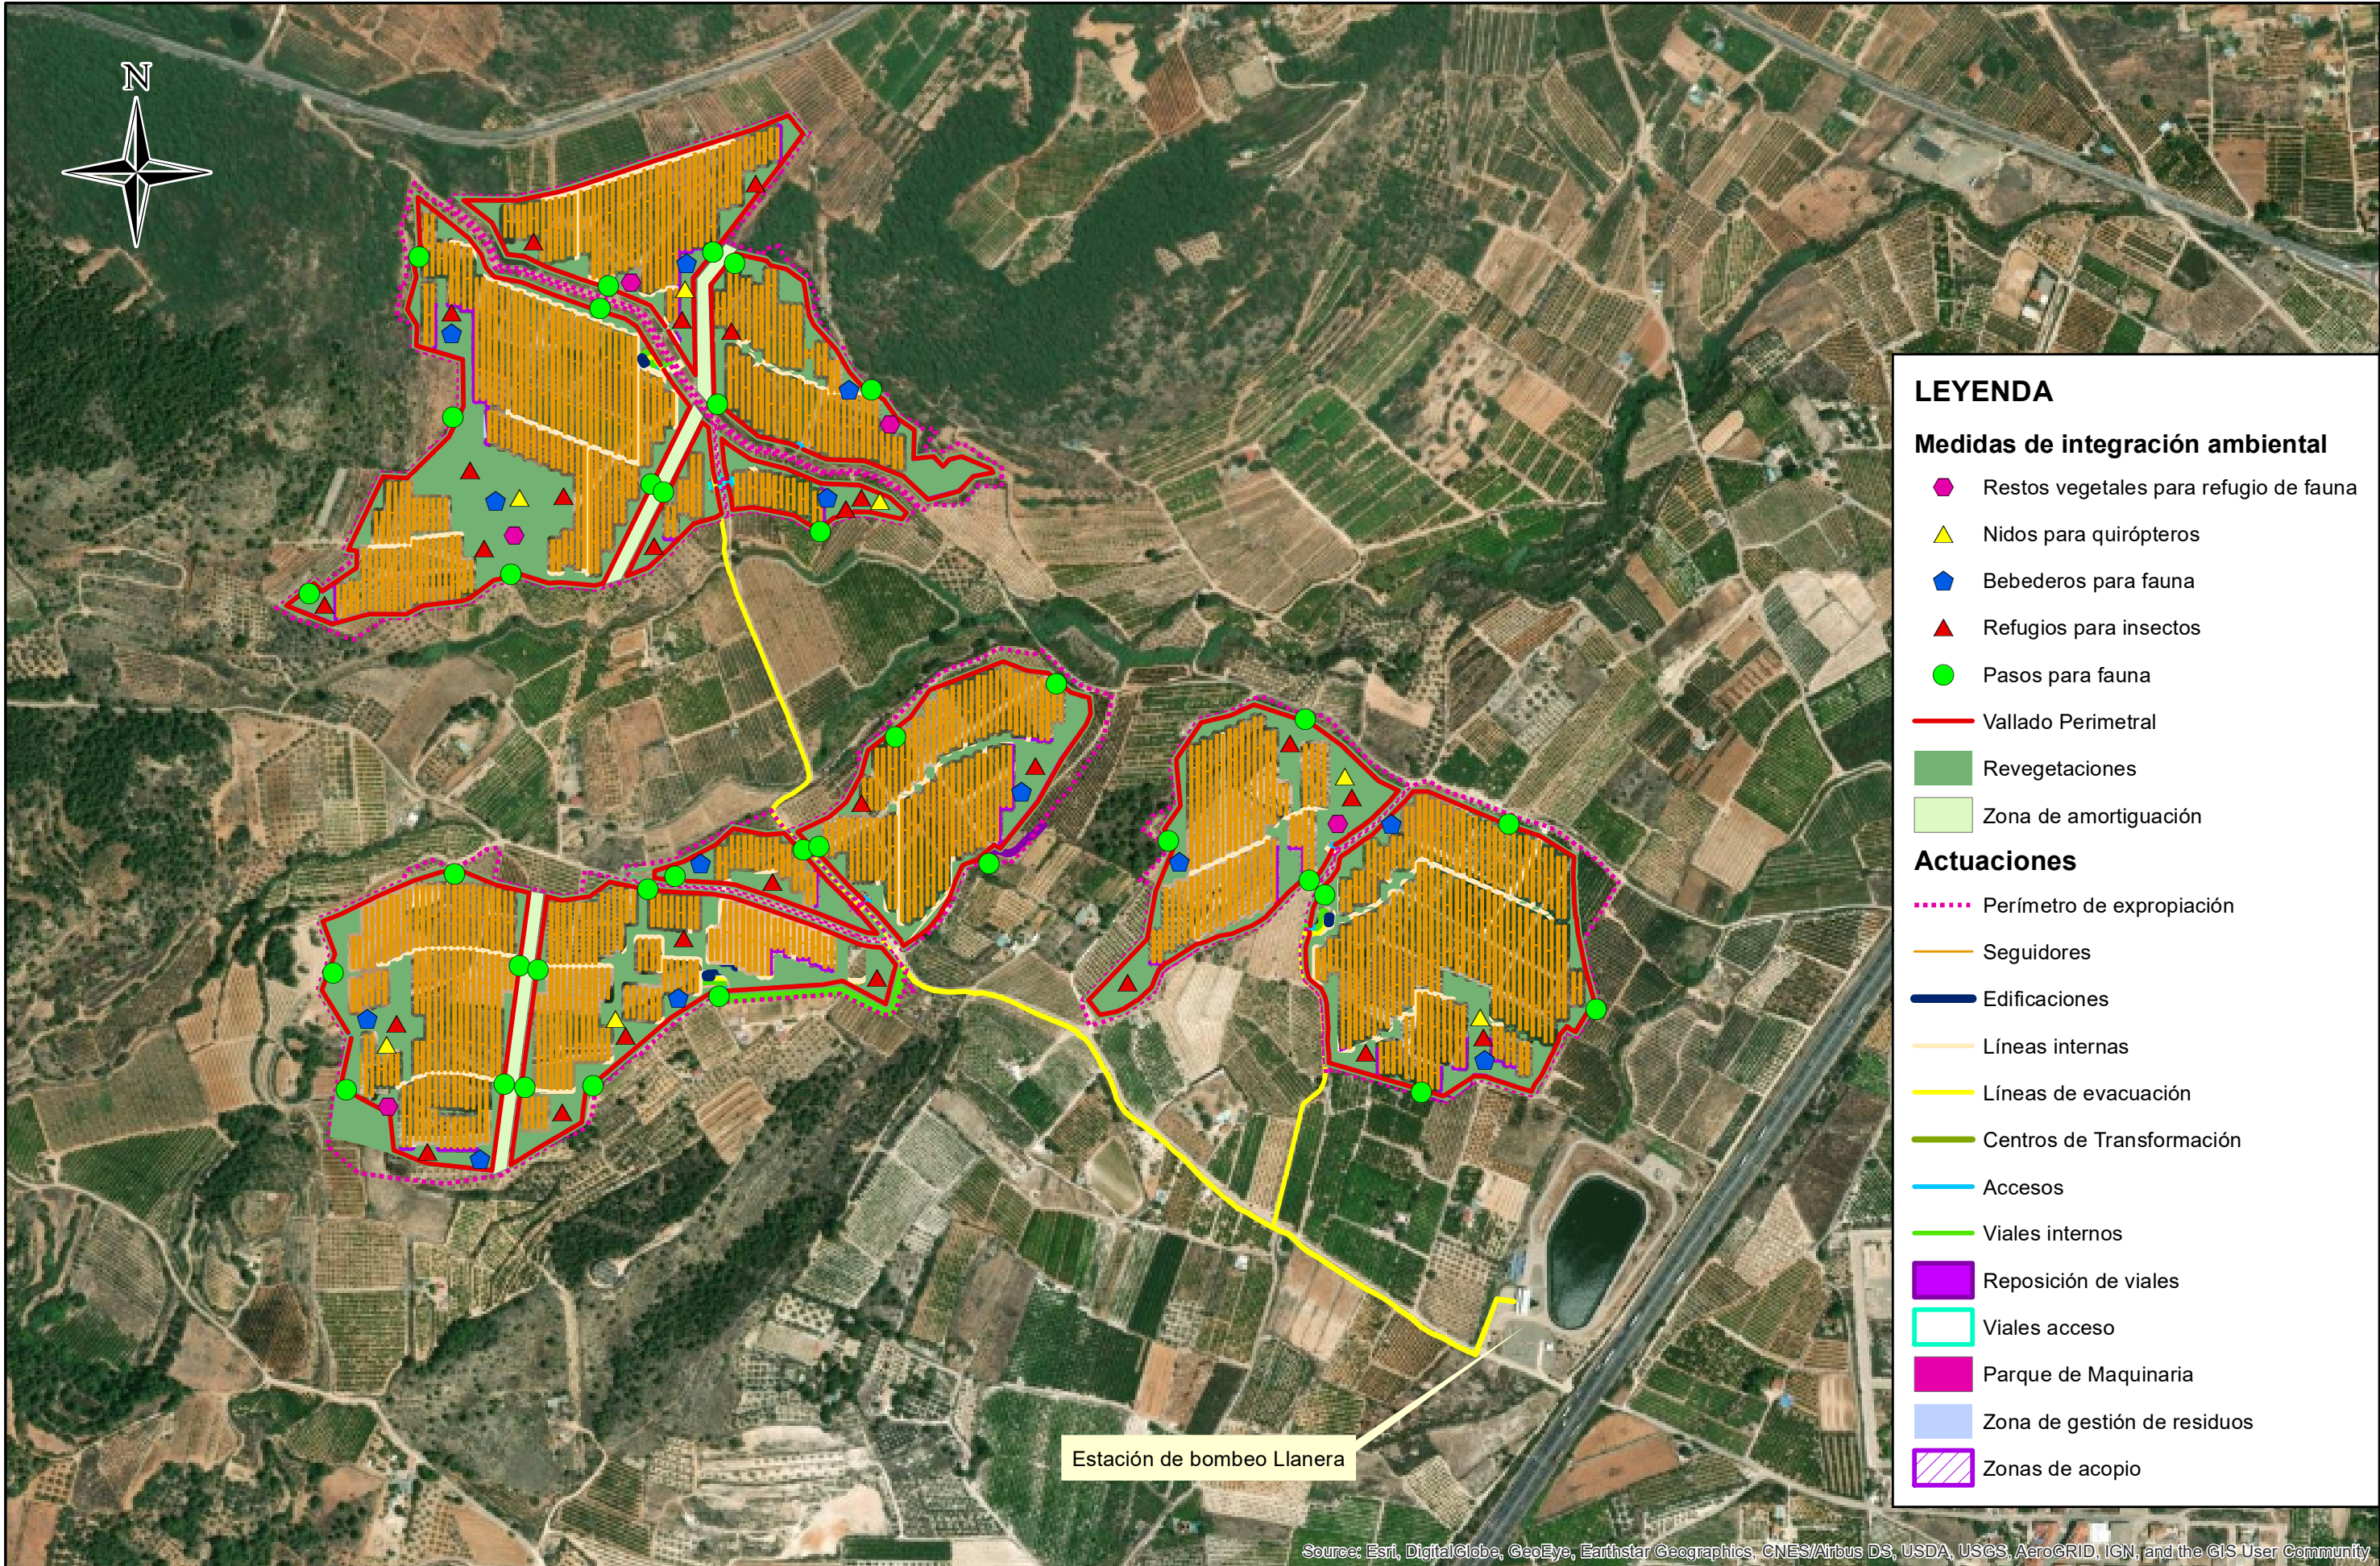 N
LEYENDA
Medidas de integración ambiental
Restos vegetales para refugio de fauna
Nidos para quirópteros
Bebederos para fauna
Refugios para insectos
Pasos para fauna
Vallado Perimetral
Revegetaciones
Zona de amortiguación
Actuaciones
Perímetro de expropiación
Seguidores
Edificaciones
Líneas internas
Líneas de evacuación
Centros de Transformación
Accesos
Viales internos
Reposición de viales
Viales acceso
Parque de Maquinaria
Zona de gestión de residuos
Zonas de acopio
Estación de bombeo Llanera
Source: Esri, DigitalGlobe, GeoEye, Earthstar Geographics, CNES/Airbus DS, USDA, USGS, AeroGRID, IGN, and the GIS User Community